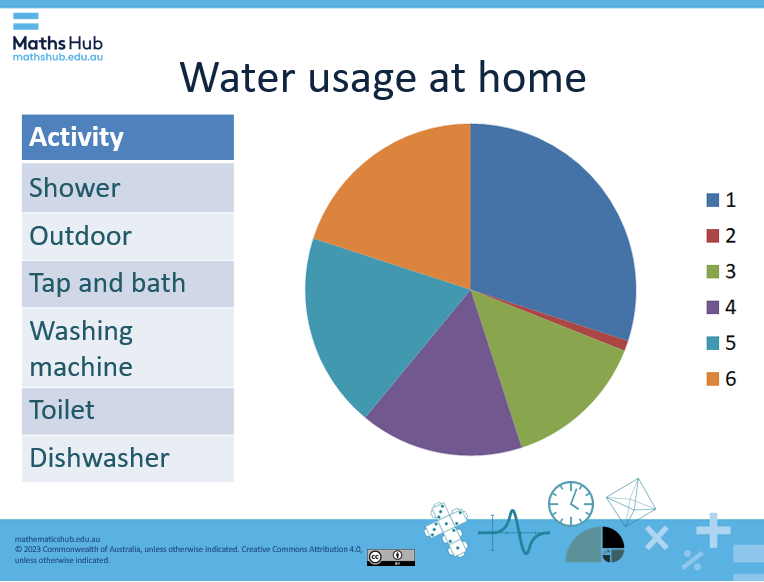 Maths Hub
mathshub.edu.au
Water usage at home
Activity
Shower
Outdoor
Tap and bath
Washing
machine
Toilet
Dishwasher
1
2
3
4
5
6
mathematicshub.edu.au
© 2023 Commonwealth of Australia, unless otherwise indicated. Creative Commons Attribution 4.0,
unless otherwise indicated.
cc
BY